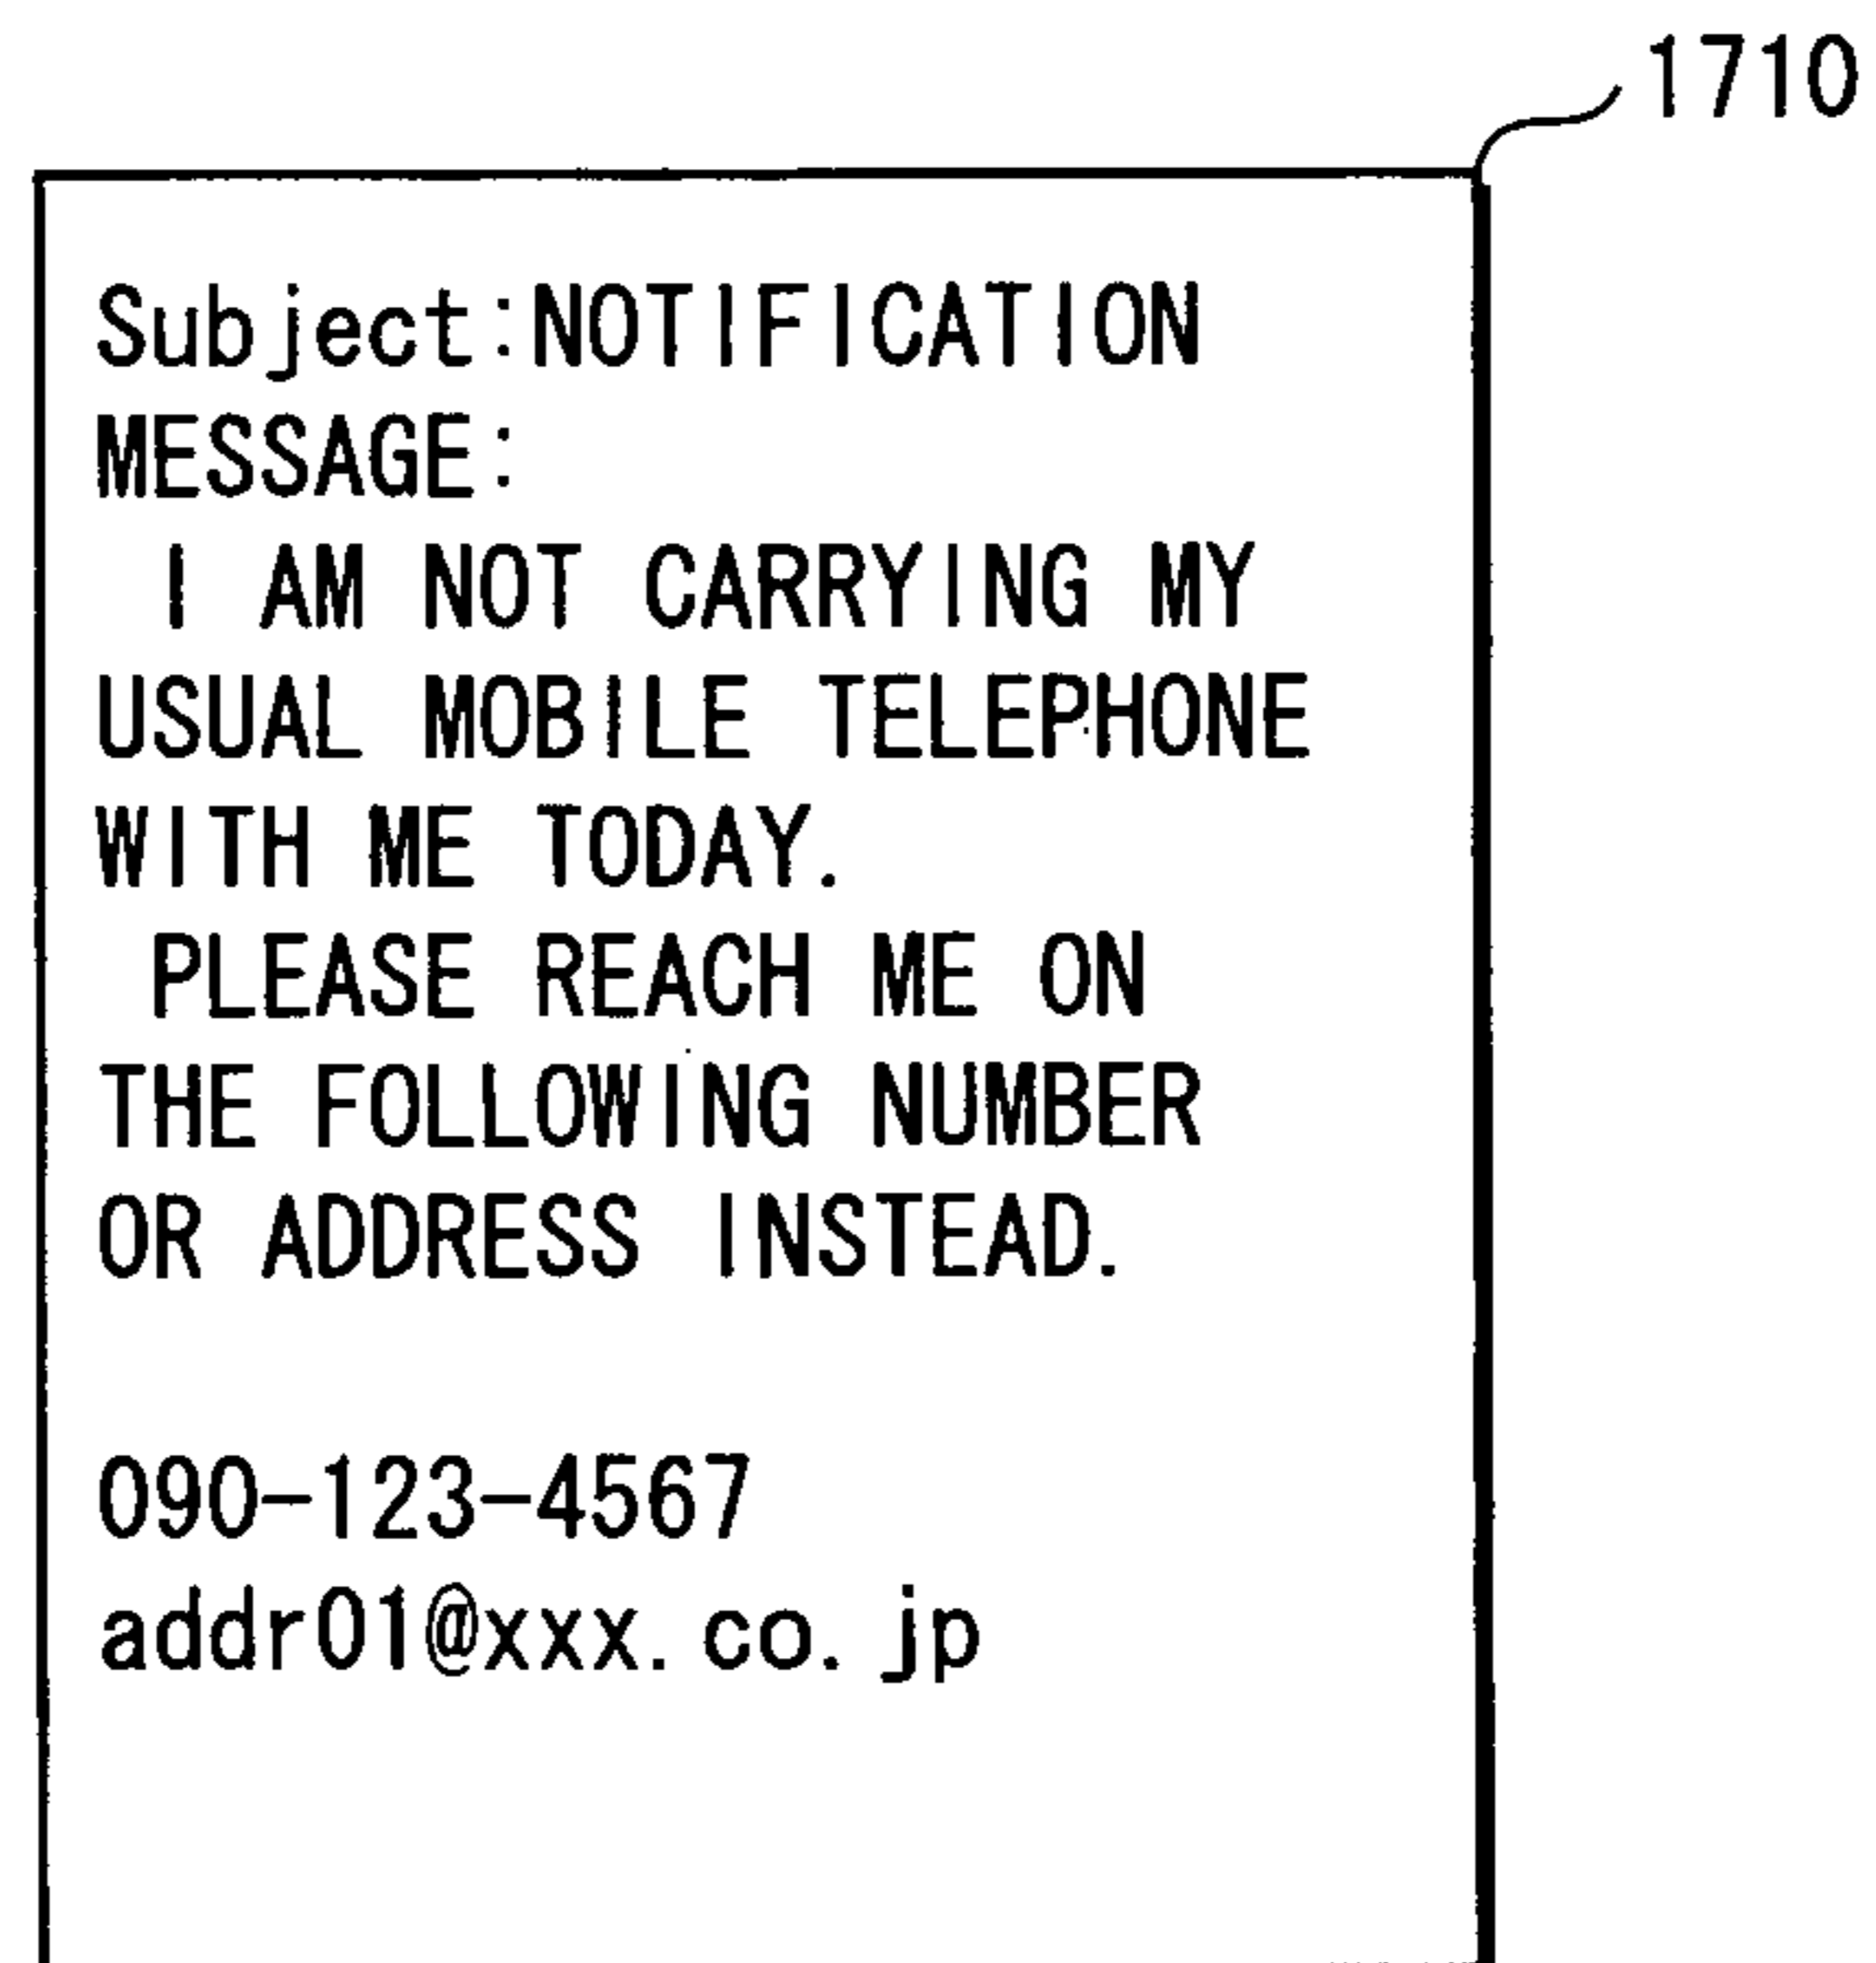 1710
Subject:NOTIFICATION
MESSAGE:
I AM NOT CARRYING MY
USUAL MOBILE TELEPHONE
WITH ME TODAY.
PLEASE REACH ME ON
THE FOLLOWING NUMBER
OR ADDRESS INSTEAD.
090-123-4567
addr01@xxx.co.jp